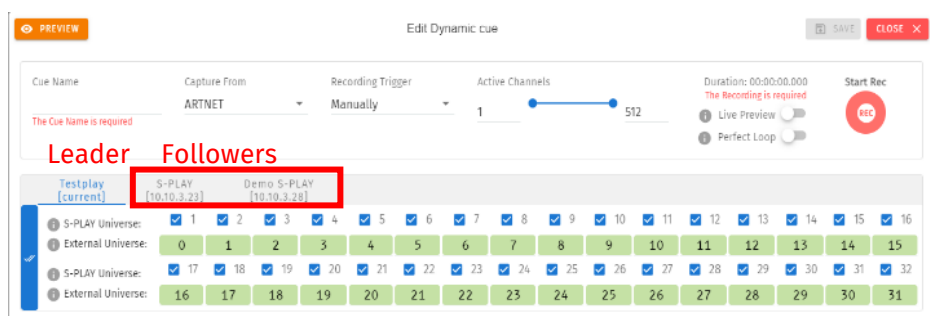 PREVIEW
Edit Dynamic cue
SAVE
CLOSE X
Cue Name
Capture From
Recording Trigger
Active Channels
Duration: 00:00:00.000
Start Rec
The Recording is required
ARTNET
Manually
1
512
Live Preview
REC
The Cue Name is required
Perfect Loop
Leader Followers
Testplay
[current]
S-PLAY
[10.10.3.23]
Demo S-PLAY
[10.10.3.28]
S-PLAY Universe: 1 2 3 4 5 6 7 8 9 10 11 12 13 14 15 16
External Universe: 0 1 2 3 4 5 6 7 8 9 10 11 12 13 14 15
S-PLAY Universe: 17 18 19 20 21 22 23 24 25 26 27 28 29 30 31 32
External Universe: 16 17 18 19 20 21 22 23 24 25 26 27 28 29 30 31